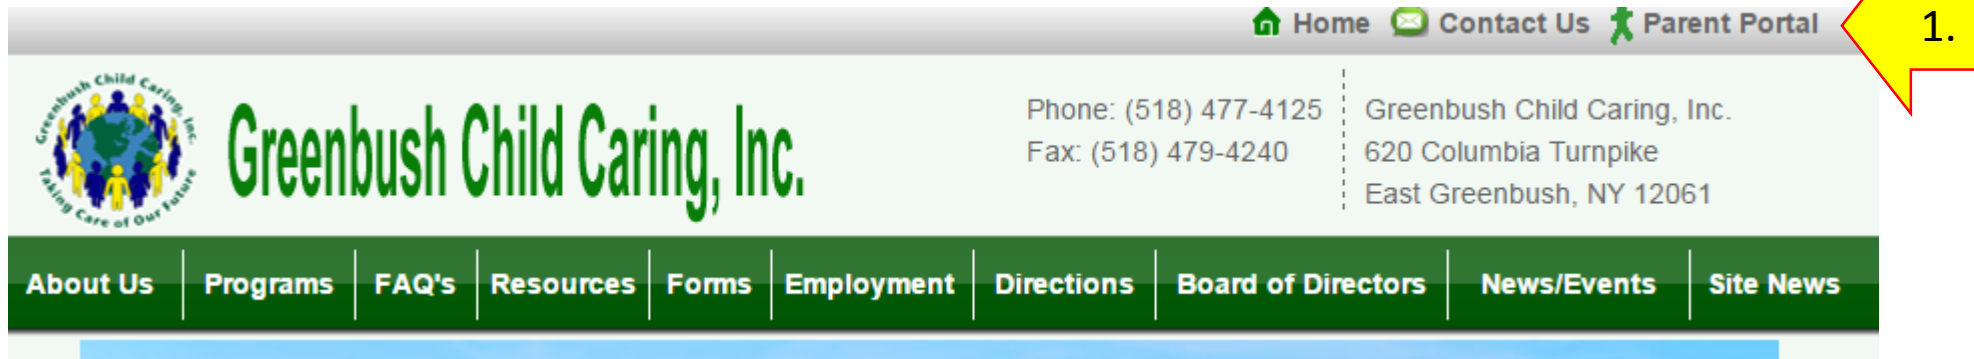 Home Contact Us Parent Portal
1.
Greenbush Child Caring, Inc.
Taking Care of Our Future
Greenbush Child Caring, Inc.
Phone: (518) 477-4125
Fax: (518) 479-4240
Greenbush Child Caring, Inc.
620 Columbia Turnpike
East Greenbush, NY 12061
About Us Programs FAQ's Resources Forms Employment Directions Board of Directors News/Events Site News